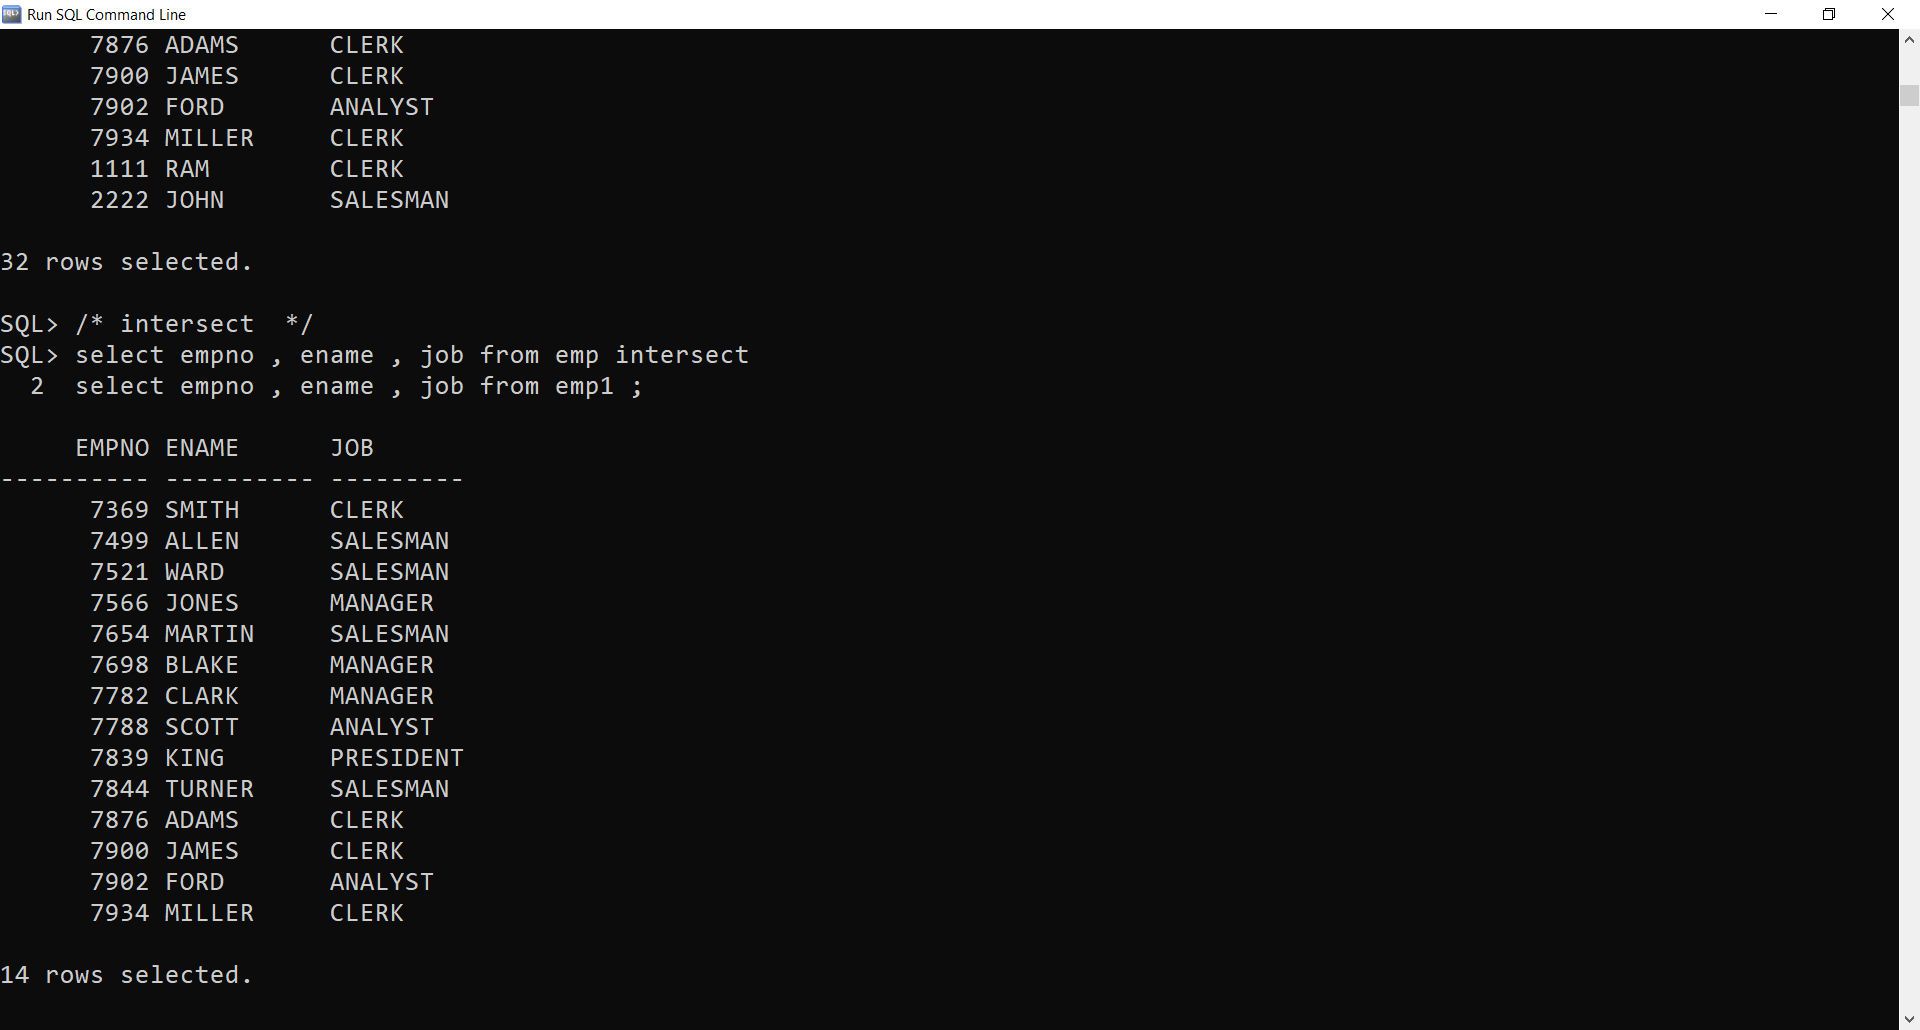 Run SQL Command Line
      7876 ADAMS      CLERK
      7900 JAMES      CLERK
      7902 FORD       ANALYST
      7934 MILLER     CLERK
      1111 RAM        CLERK
      2222 JOHN       SALESMAN

32 rows selected.

SQL> /* intersect  */
SQL> select empno , ename , job from emp intersect
  2  select empno , ename , job from emp1 ;

     EMPNO ENAME      JOB
---------- ---------- ---------
      7369 SMITH      CLERK
      7499 ALLEN      SALESMAN
      7521 WARD       SALESMAN
      7566 JONES      MANAGER
      7654 MARTIN     SALESMAN
      7698 BLAKE      MANAGER
      7782 CLARK      MANAGER
      7788 SCOTT      ANALYST
      7839 KING       PRESIDENT
      7844 TURNER     SALESMAN
      7876 ADAMS      CLERK
      7900 JAMES      CLERK
      7902 FORD       ANALYST
      7934 MILLER     CLERK

14 rows selected.